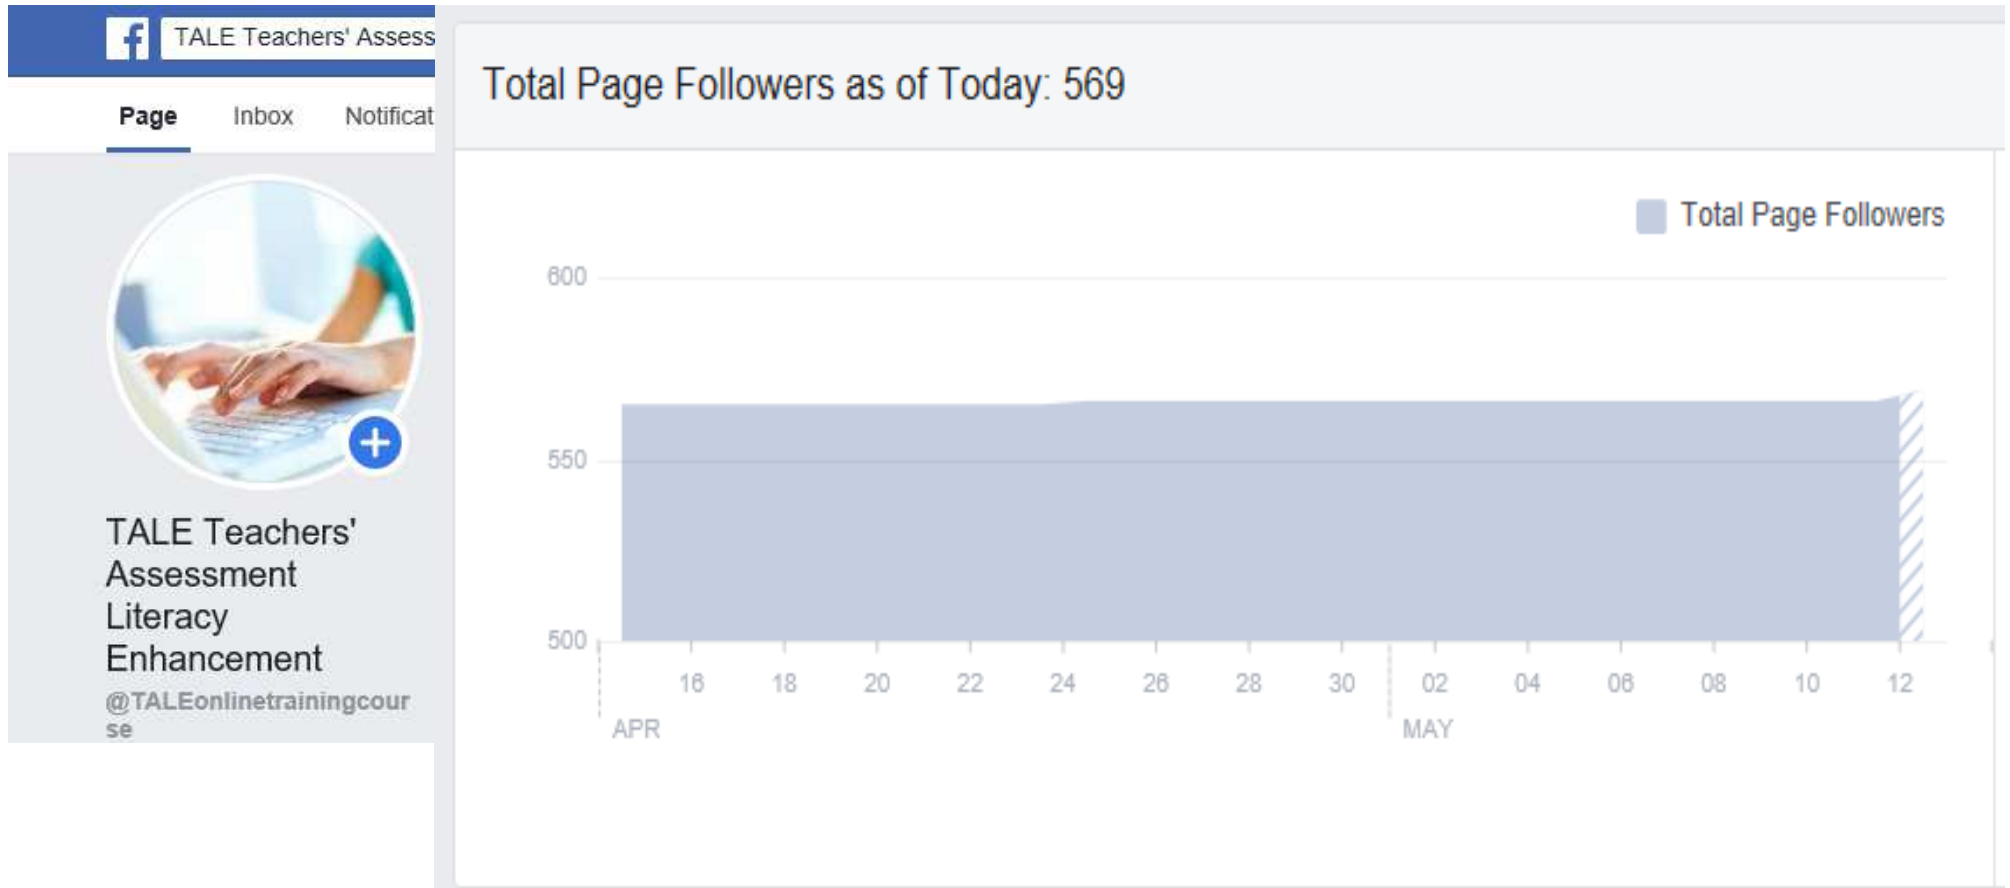 TALE Teachers' Assess
Page Inbox Notificat
TALE Teachers'
Assessment
Literacy
Enhancement
@TALEonlinetrainingcour
se
Total Page Followers as of Today: 569
Total Page Followers
600
550
500
16 18 20 22 24 26 28 30 02 04 06 08 10 12
APR MAY